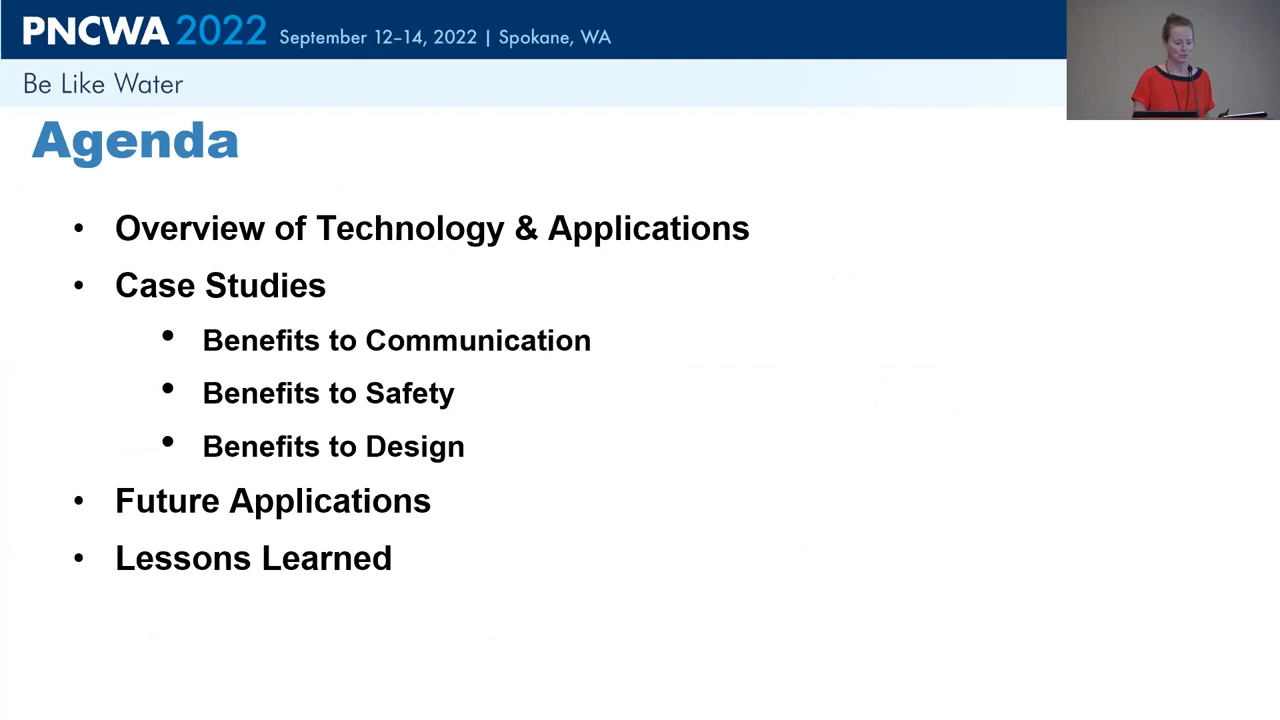 PNCWA 2022 September 12–14, 2022 | Spokane, WA
Be Like Water
Agenda
• Overview of Technology & Applications
• Case Studies
• Benefits to Communication
• Benefits to Safety
• Benefits to Design
• Future Applications
• Lessons Learned